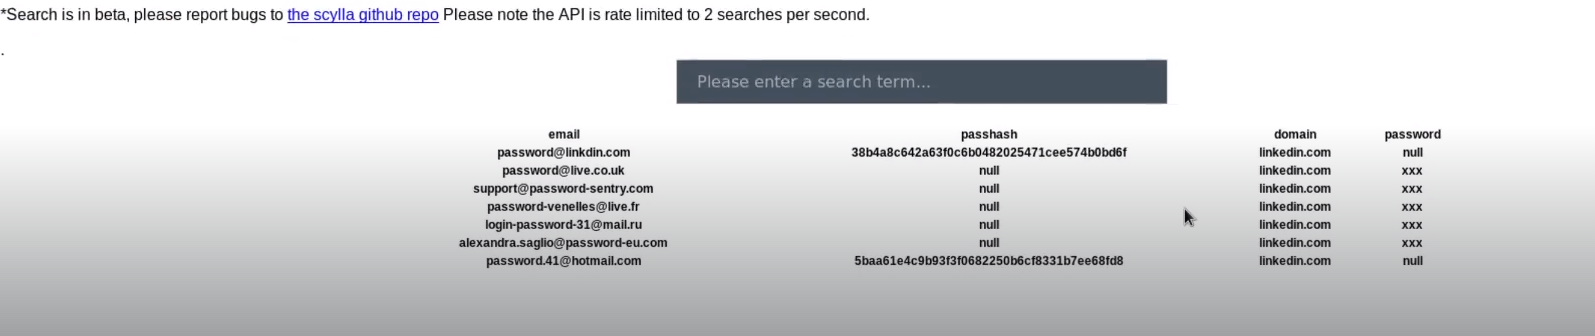 *Search is in beta, please report bugs to the scylla github repo Please note the API is rate limited to 2 searches per second.
.
Please enter a search term...
email passhash domain password
password@linkdin.com 38b4a8c642a63f0c6b0482025471cee574b0bd6f linkedin.com null
password@live.co.uk null linkedin.com xxx
support@password-sentry.com null linkedin.com xxx
password-venelles@live.fr null linkedin.com xxx
login-password-31@mail.ru null linkedin.com xxx
alexandra.saglio@password-eu.com null linkedin.com xxx
password.41@hotmail.com 5baa61e4c9b93f3f0682250b6cf8331b7ee68fd8 linkedin.com null